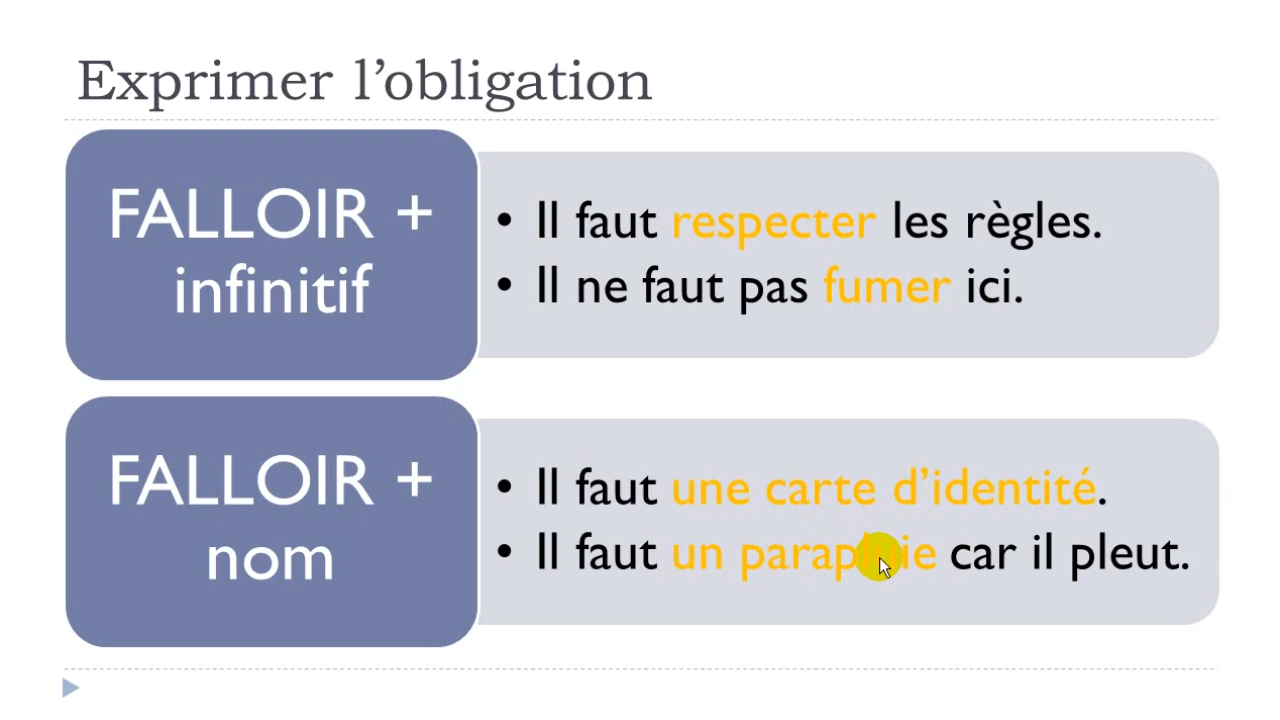 Exprimer l’obligation
FALLOIR +
infinitif
• Il faut respecter les règles.
• Il ne faut pas fumer ici.
FALLOIR +
nom
• Il faut une carte d’identité.
• Il faut un parapluie car il pleut.